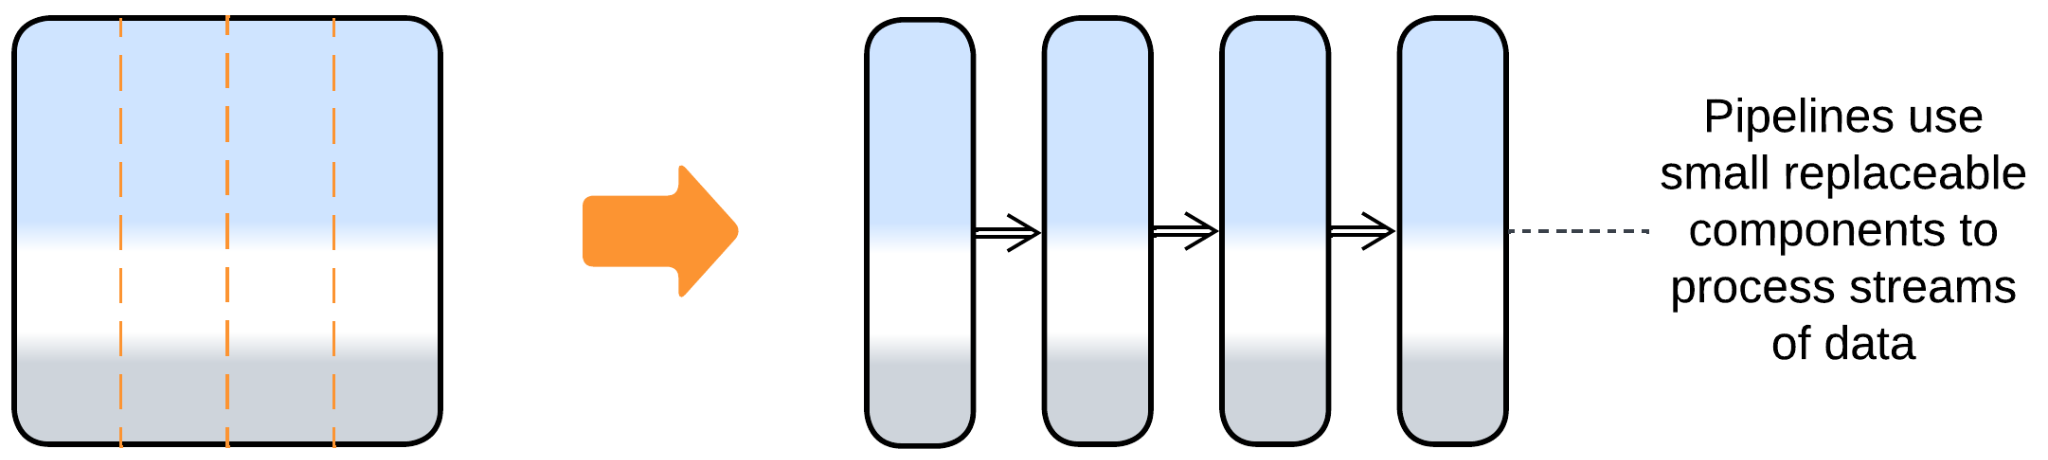 Pipelines use
small replaceable
components to
process streams
of data